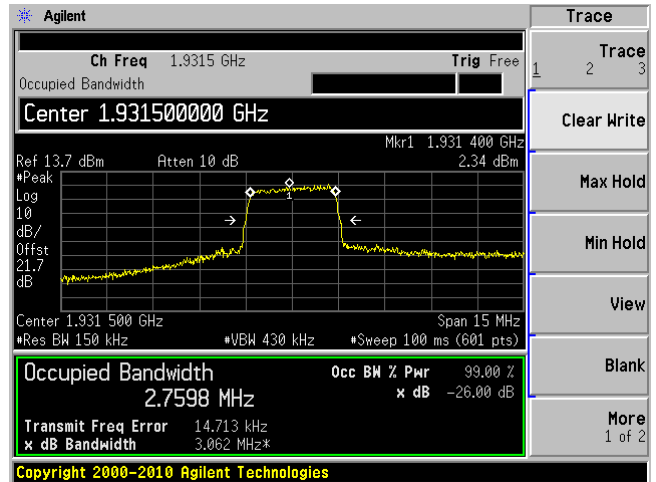 Agilent
Trace
Ch Freq 1.9315 GHz Trig Free
Occupied Bandwidth
Center 1.931500000 GHz
Mkr1 1.931 400 GHz
Ref 13.7 dBm Atten 10 dB 2.34 dBm
#Peak
Log
10
dB/
Offst
21.7
dB
1
Center 1.931 500 GHz Span 15 MHz
#Res BW 150 kHz #VBW 430 kHz #Sweep 100 ms (601 pts)
Occupied Bandwidth
2.7598 MHz
Occ BW % Pwr 99.00 %
x dB -26.00 dB
Transmit Freq Error 14.713 kHz
x dB Bandwidth 3.062 MHz*
Copyright 2000-2010 Agilent Technologies
Trace
1 2 3
Clear Write
Max Hold
Min Hold
View
Blank
More
1 of 2